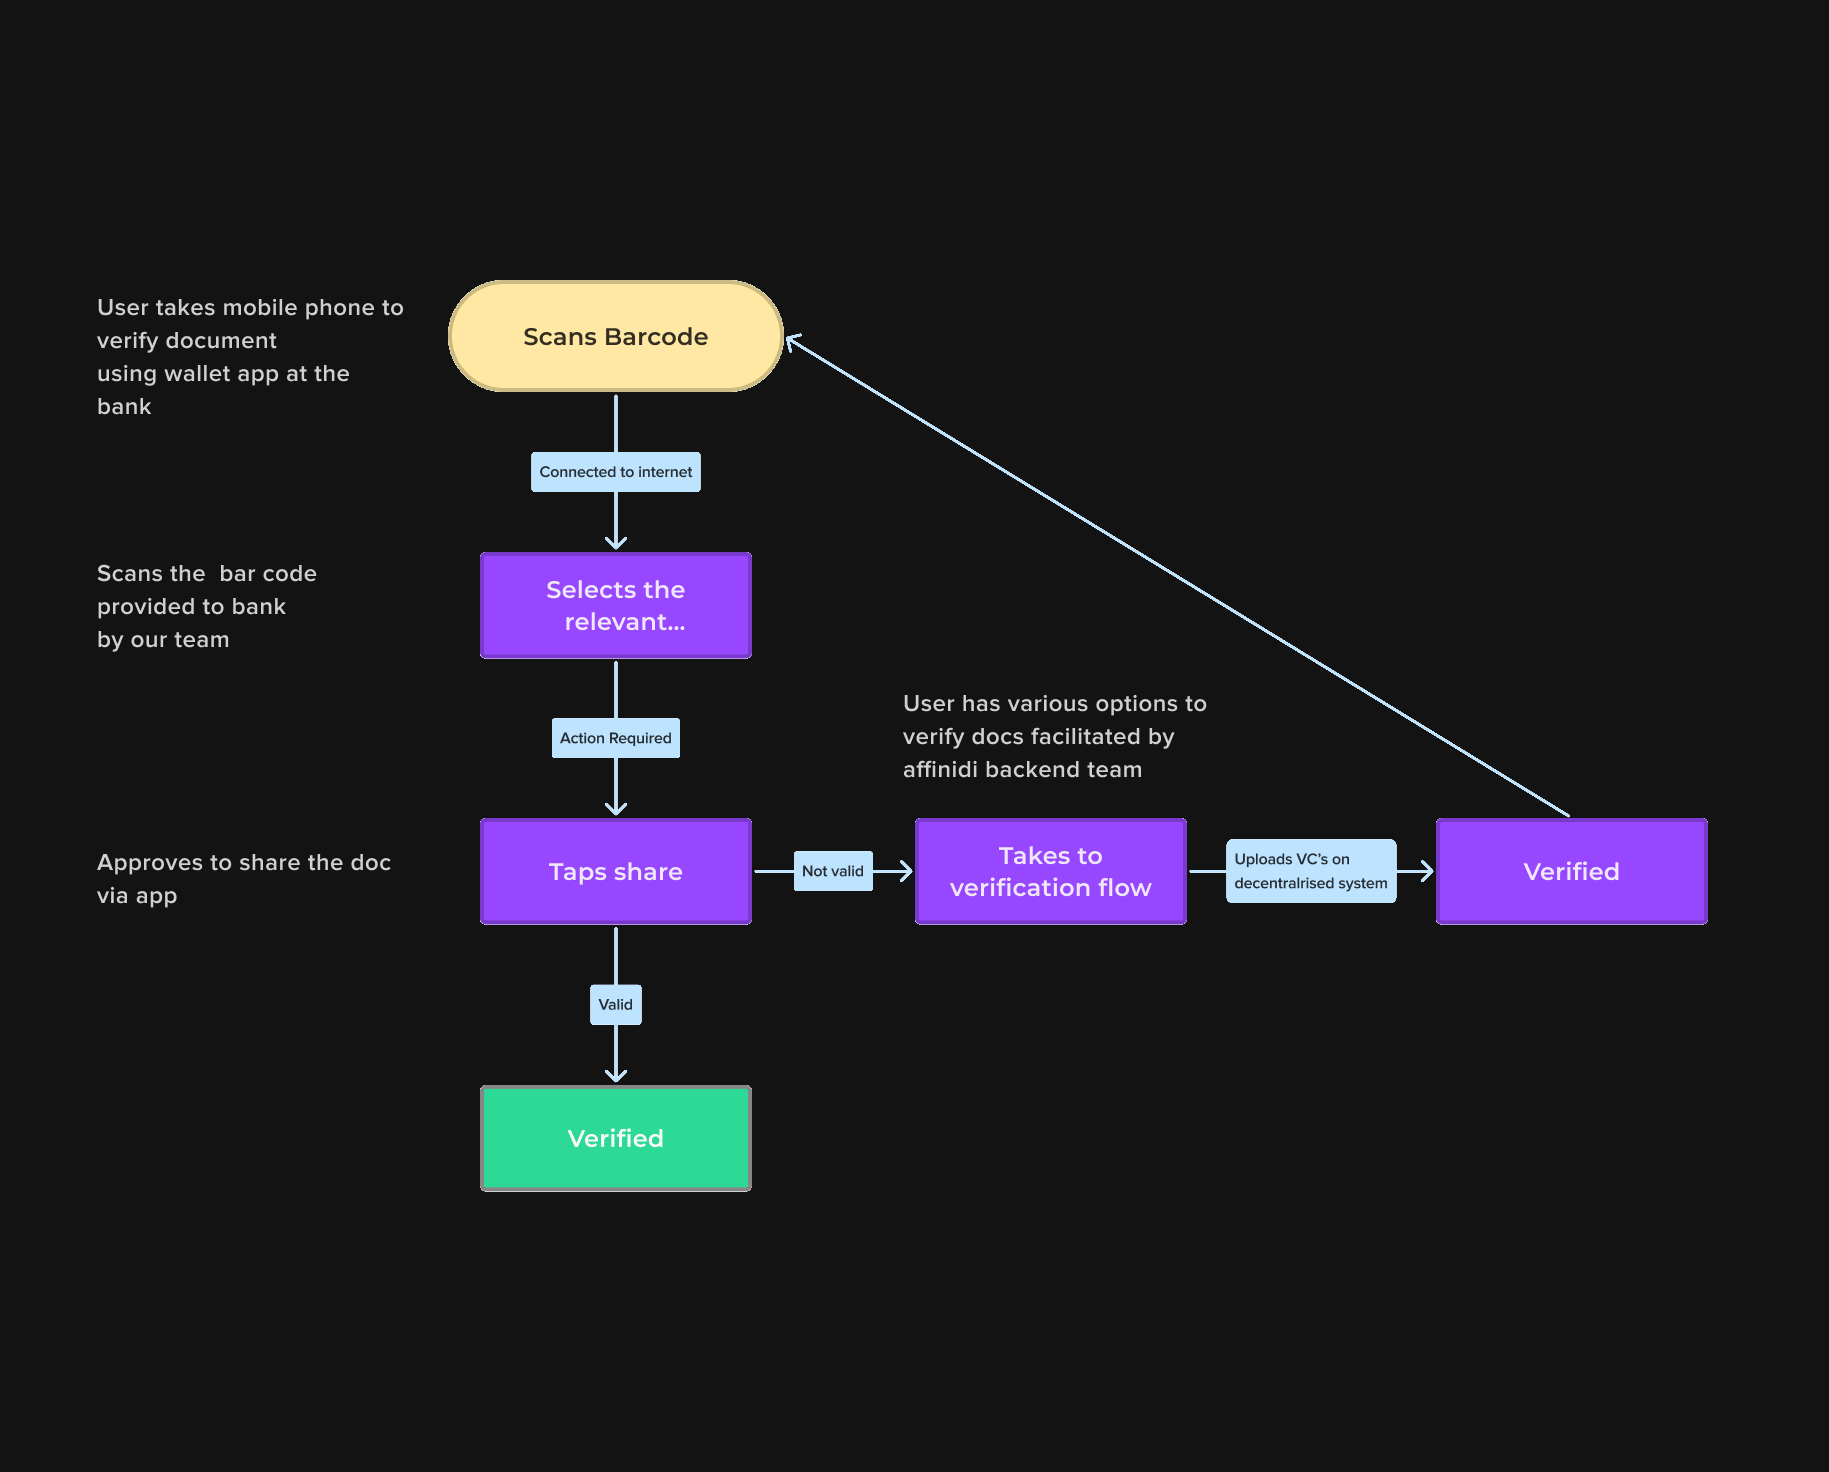 User takes mobile phone to
verify document
using wallet app at the
bank
Scans Barcode
Connected to internet
Scans the  bar code
provided to bank
by our team
Selects the
relevant...
Action Required
User has various options to
verify docs facilitated by
affinidi backend team
Approves to share the doc
via app
Taps share
Not valid
Takes to
verification flow
Uploads VC's on
decentralrised system
Verified
Valid
Verified